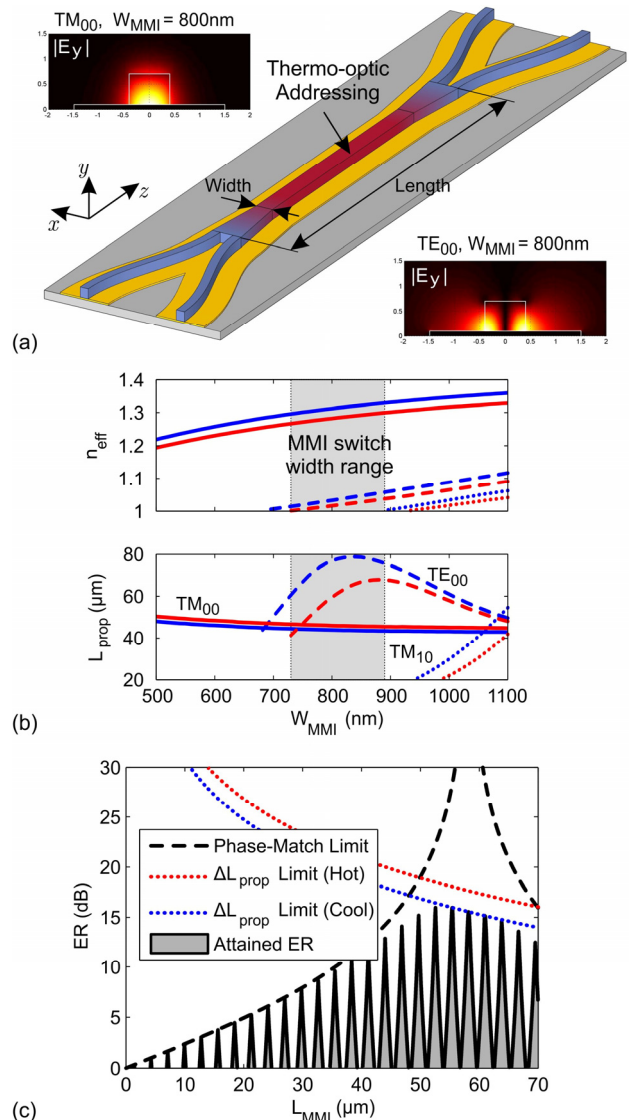 TM00, WMMI = 800nm
|Ey|
1.5
1
0.5
0
-2 -1.5 -1 -0.5 0 0.5 1 1.5 2
Thermo-optic
Addressing
Width
Length
y
z
x
TE00, WMMI = 800nm
|Ey|
1.5
1
0.5
0
-2 -1.5 -1 -0.5 0 0.5 1 1.5 2
(a)
1.4
1.3
1.2
1.1
1
neff
MMI switch
width range
80
60
40
20
Lprop (μm)
TM00
TE00
TM10
500 600 700 800 900 1000 1100
WMMI (nm)
(b)
30
25
20
15
10
5
0
ER (dB)
Phase-Match Limit
ΔLprop Limit (Hot)
ΔLprop Limit (Cool)
Attained ER
0 10 20 30 40 50 60 70
LMMI (μm)
(c)